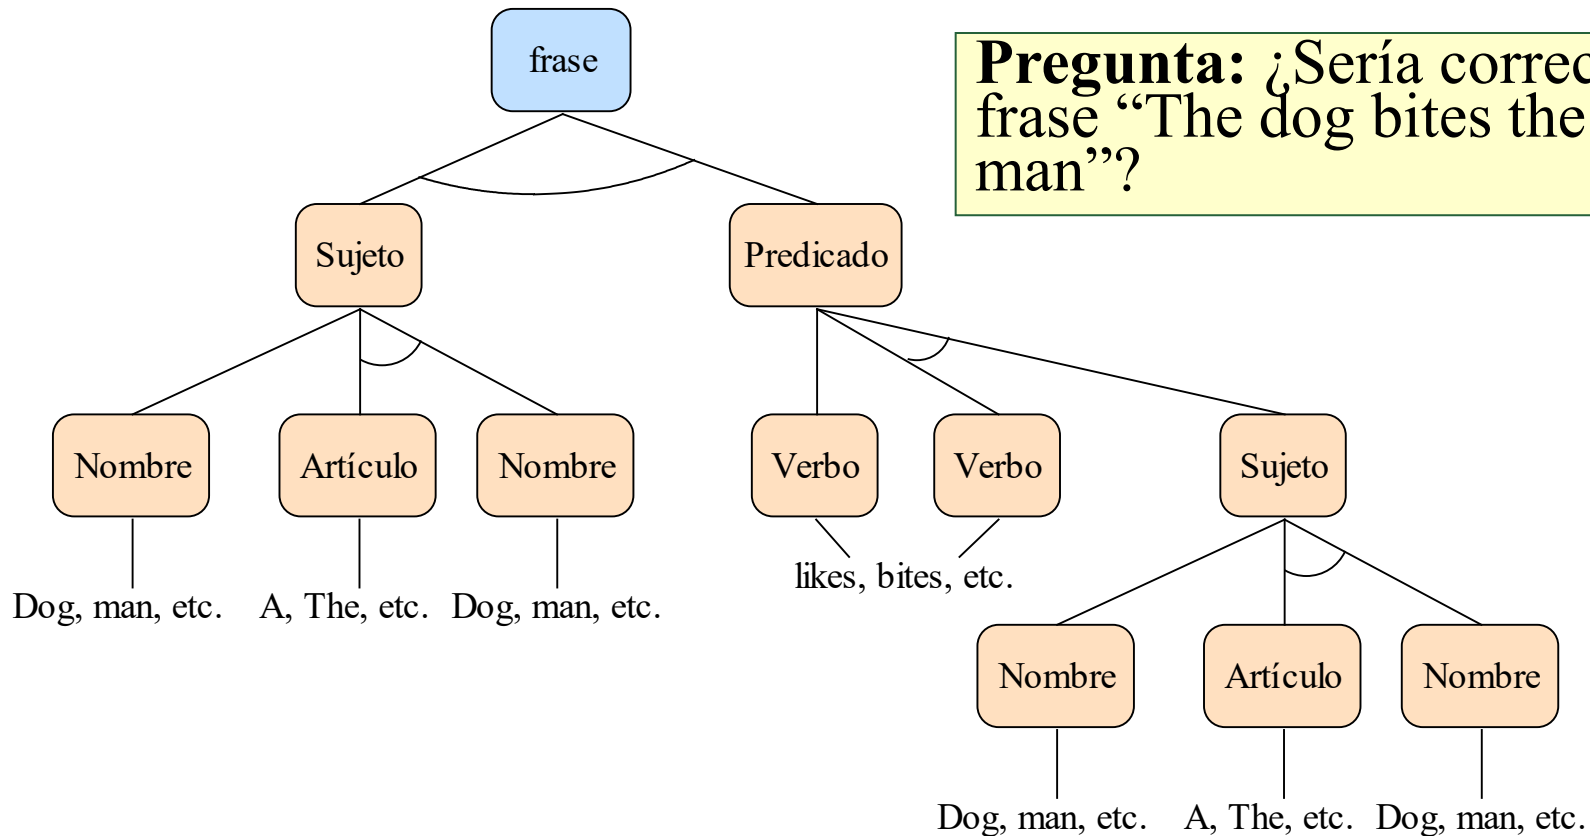 frase
Pregunta: ¿Sería correc
frase “The dog bites the
man”?
Sujeto
Predicado
Nombre
Artículo
Nombre
Verbo
Verbo
Sujeto
likes, bites, etc.
Dog, man, etc.
A, The, etc.
Dog, man, etc.
Nombre
Artículo
Nombre
Dog, man, etc.
A, The, etc.
Dog, man, etc.